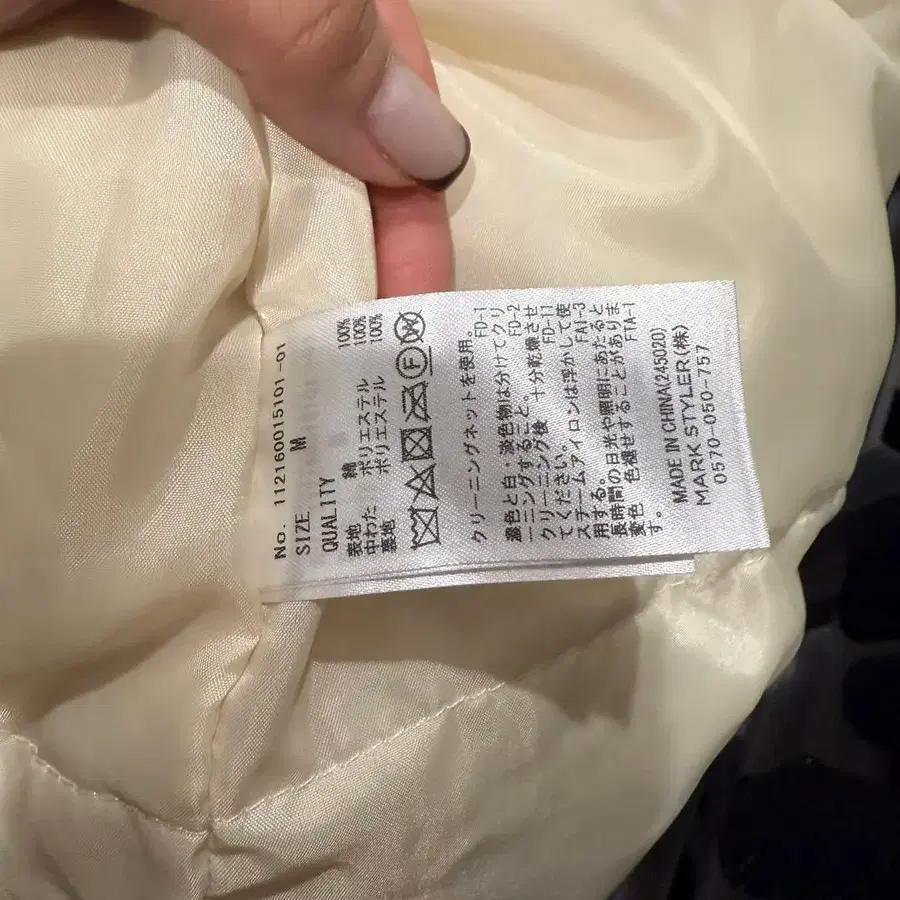 No. 112160015101-01
SIZE M
QUALITY
表地 綿 100%
中わた ポリエステル 100%
裏地 ポリエステル 100%
F W
クリーニングネットを使用。 FD-1
濃色と白・淡色物は分けてクリ
ーニングすること。 FD-2
クリーニング後 十分乾燥させ
てください。 FD-11
スチームアイロンは浮かして使
用する。 FA1-3
長時間の日光や照明にあたると
変色 色褪せすることがありま
す。 FTA-1
MADE IN CHINA(245020)
MARK STYLER(株)
0570-050-757